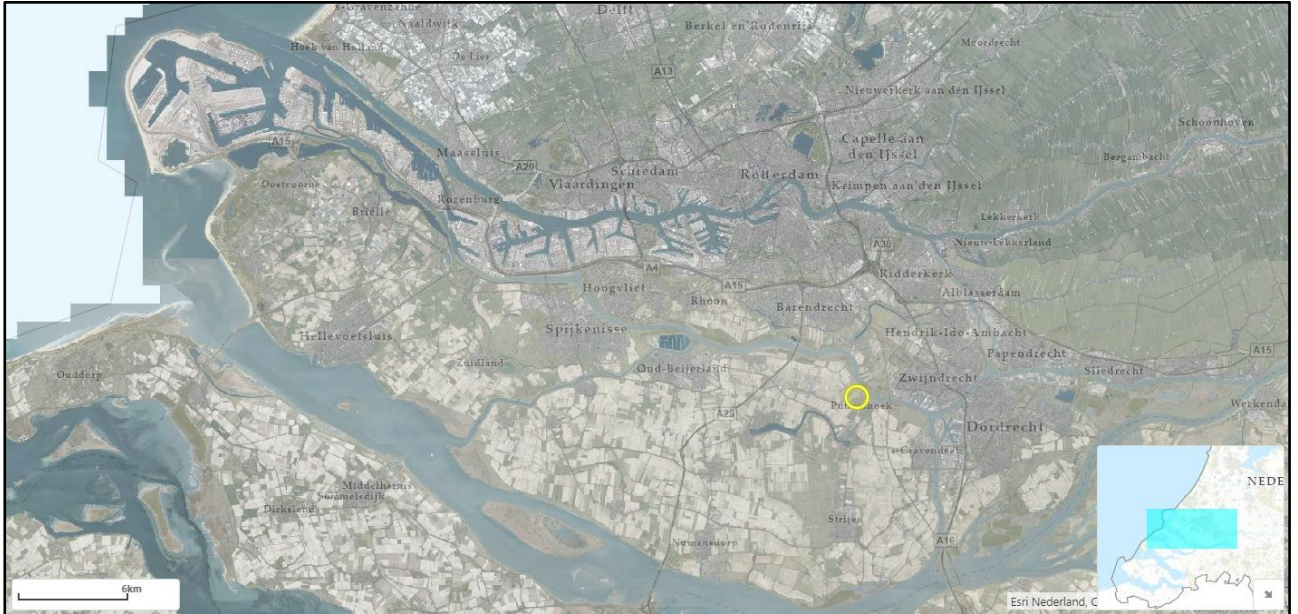 's-Gravenzande
Naaldwijk
Delft
Berkel en Rodenrijs
Hoek van Holland
De Lier
Moordrecht
A13
Nieuwerkerk aan den IJssel
Schoonhoven
Capelle aan
den IJssel
A15
Maassluis
A20
Schiedam
Bergambacht
Vlaardingen
Rotterdam
Krimpen aan den IJssel
Oostvoorne
Rozenburg
Brielle
Lekkerkerk
Nieuw-Lekkerland
A38
A4
Ridderkerk
Hoogvliet
A15
Rhoon
Alblasserdam
Barendrecht
Spijkenisse
Hendrik-Ido-Ambacht
Hellevoetsluis
Papendrecht
A15
Zuidland
Oud-Beijerland
Zwijndrecht
Sliedrecht
Ouddorp
Werkenda
A29
Dordrecht
's-Gravendeel
NEDE
Middelharnis
Sommelsdijk
Dirksland
Strijen
Numansdorp
A16
6km
Esri Nederland, C